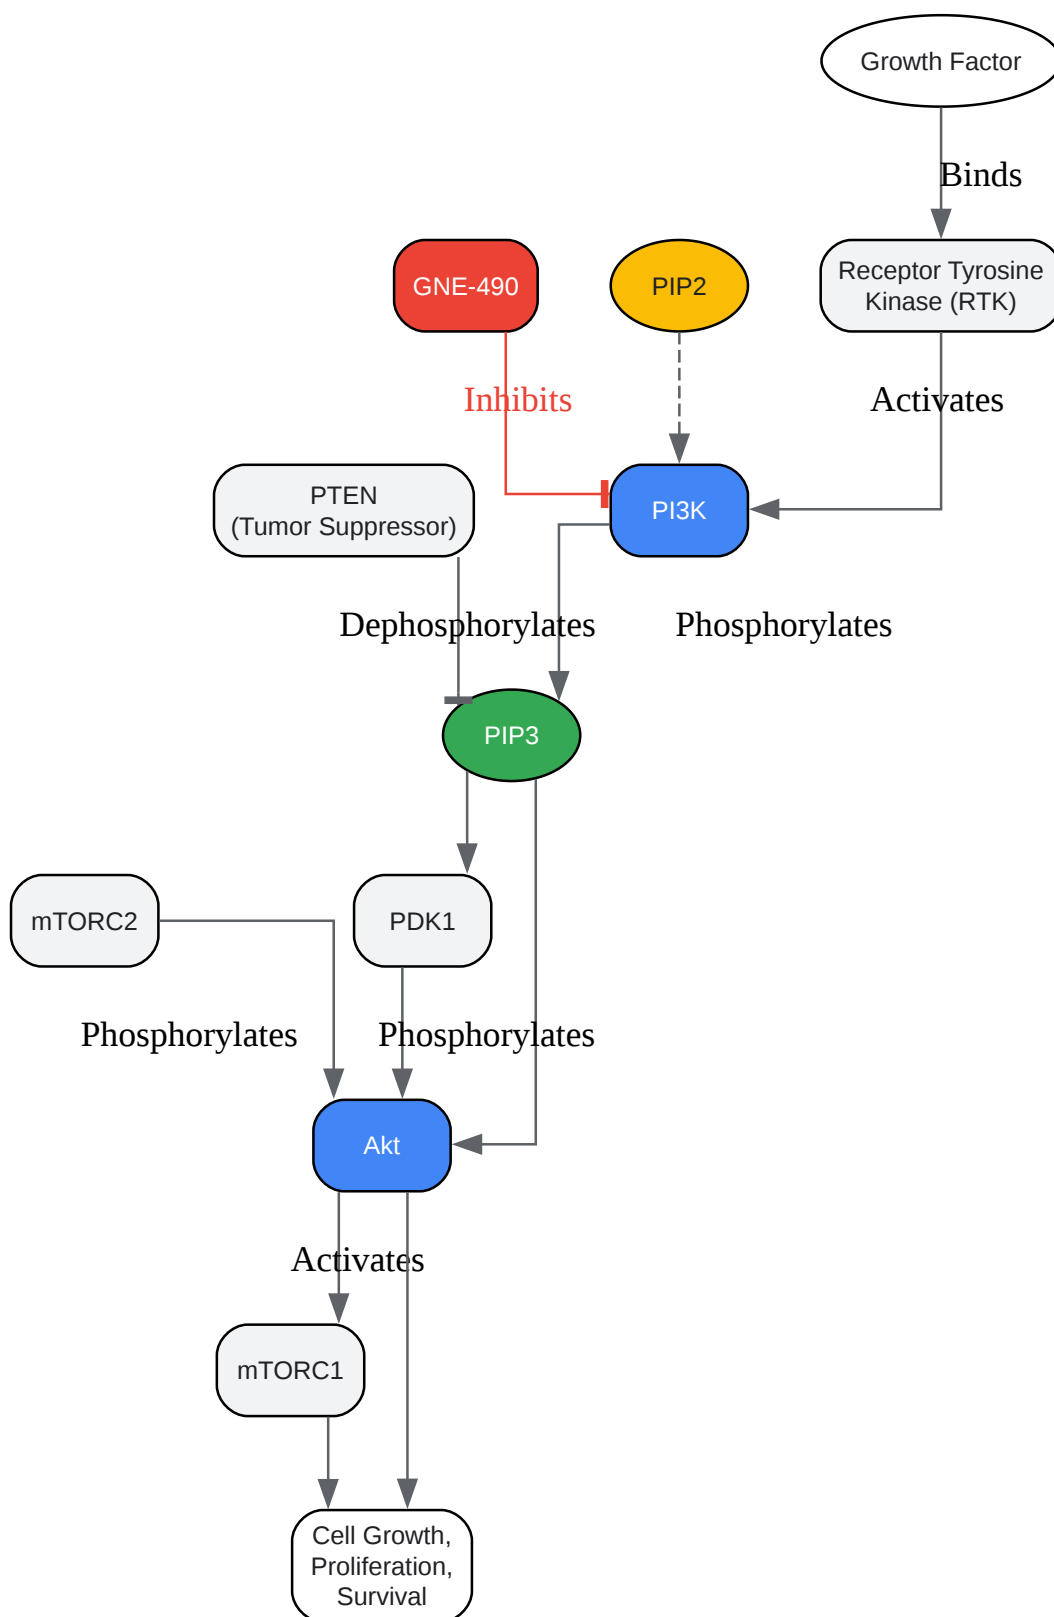 Growth Factor
Binds
GNE-490
PIP2
Receptor Tyrosine
Kinase (RTK)
Inhibits
Activates
PTEN
(Tumor Suppressor)
PI3K
Dephosphorylates
Phosphorylates
PIP3
mTORC2
PDK1
Phosphorylates
Phosphorylates
Akt
Activates
mTORC1
Cell Growth,
Proliferation,
Survival